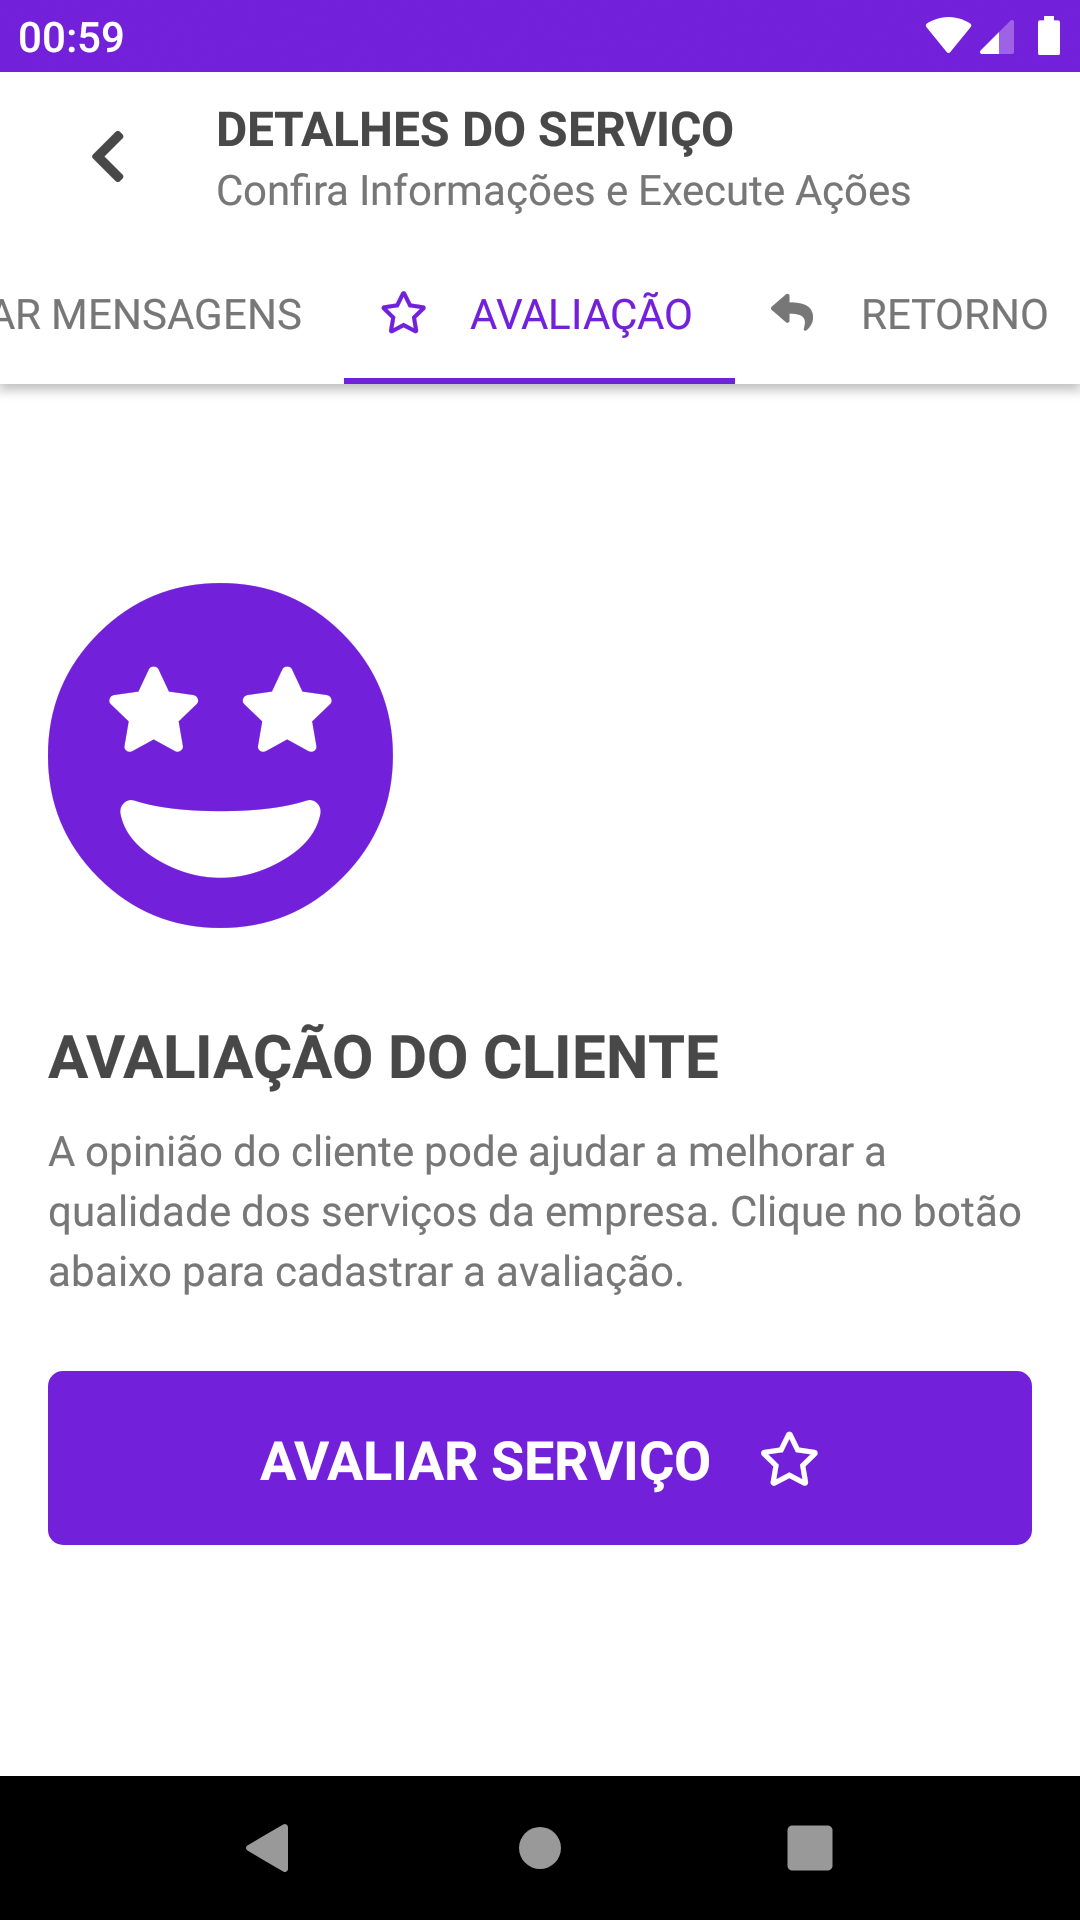 00:59
DETALHES DO SERVIÇO
Confira Informações e Execute Ações
AR MENSAGENS
AVALIAÇÃO
RETORNO
AVALIAÇÃO DO CLIENTE
A opinião do cliente pode ajudar a melhorar a
qualidade dos serviços da empresa. Clique no botão
abaixo para cadastrar a avaliação.
AVALIAR SERVIÇO